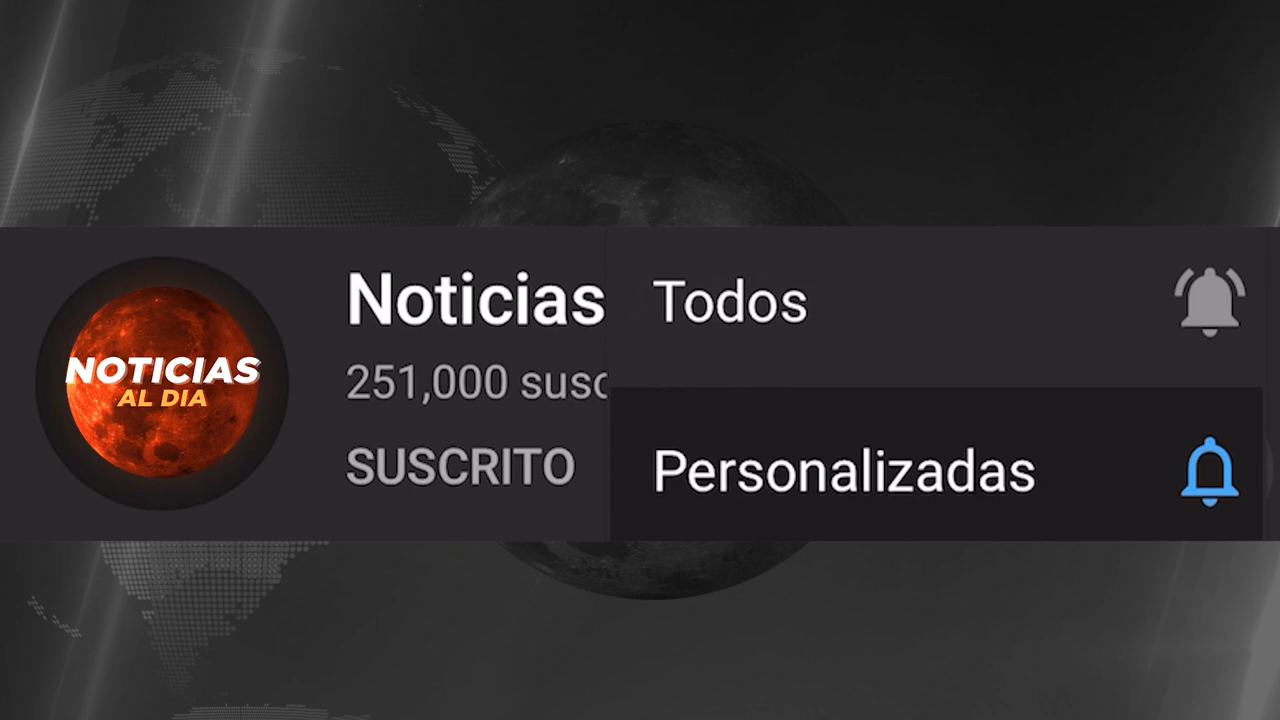 NOTICIAS
AL DIA
Noticias
251,000 susc
SUSCRITO
Todos
Personalizadas